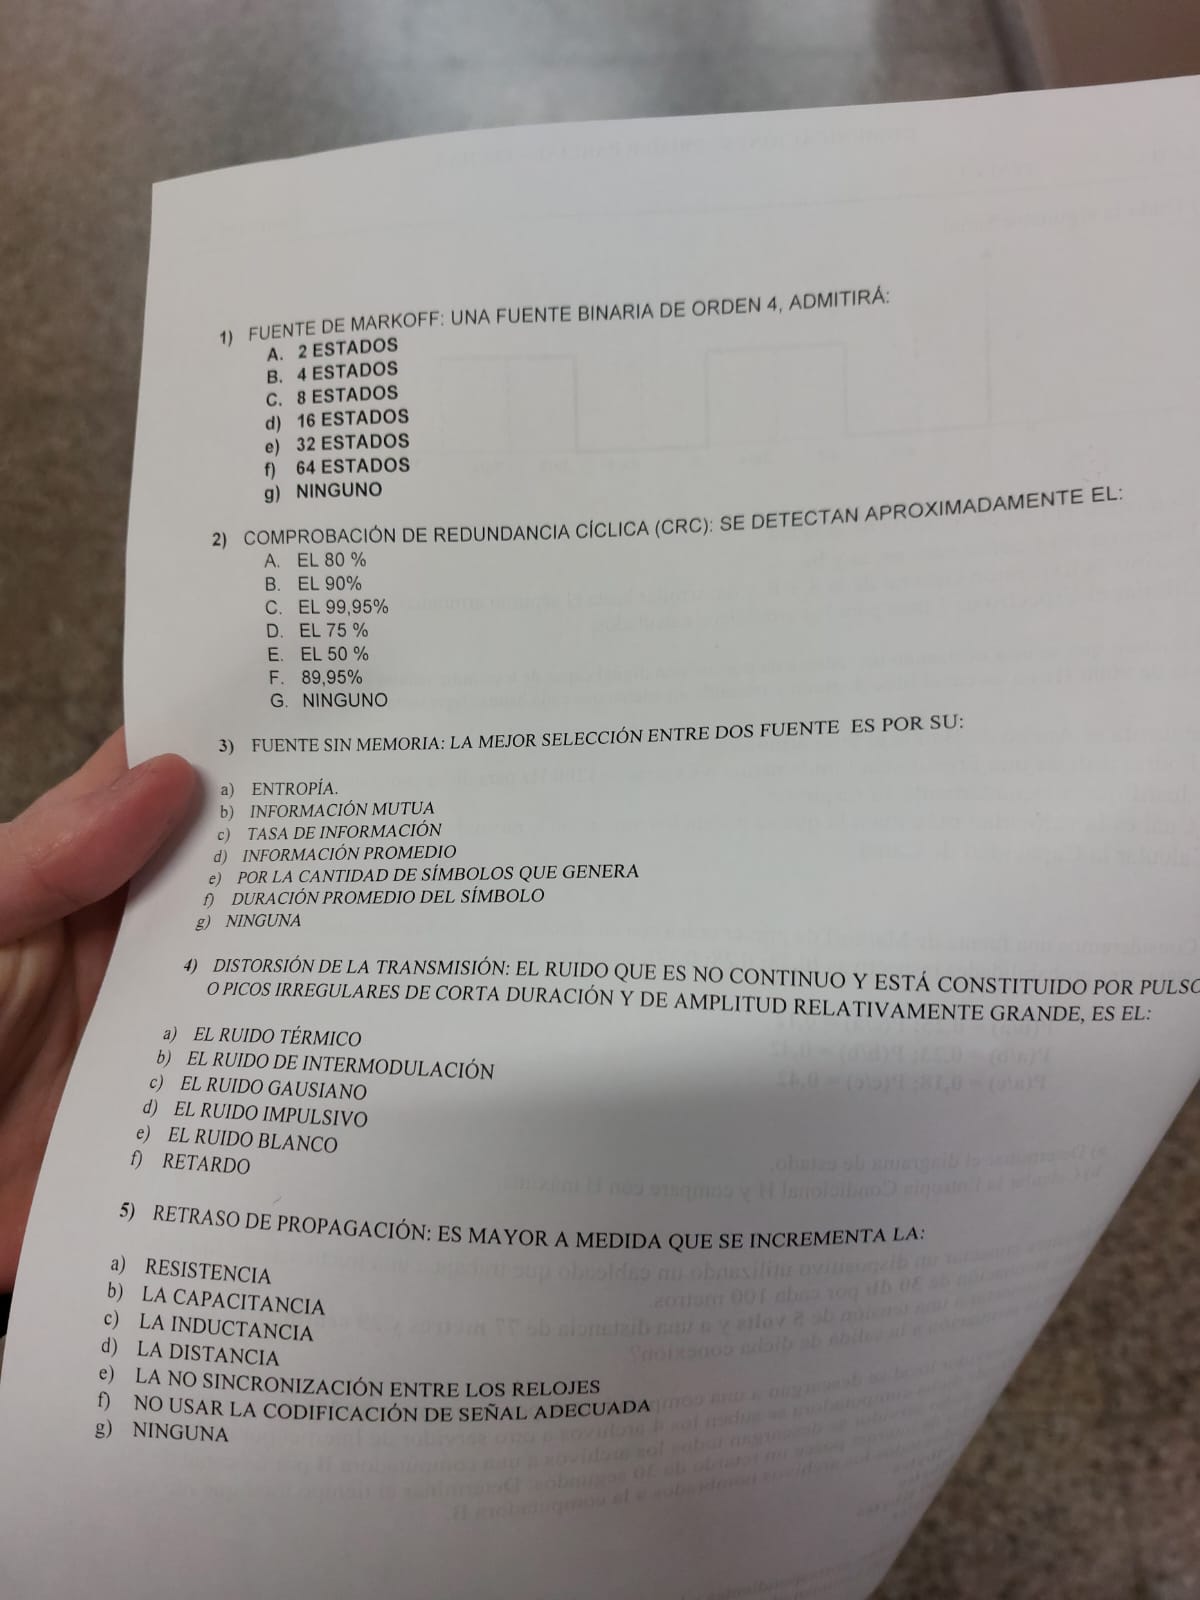 1) FUENTE DE MARKOFF: UNA FUENTE BINARIA DE ORDEN 4, ADMITIRÁ:
A. 2 ESTADOS
B. 4 ESTADOS
C. 8 ESTADOS
d) 16 ESTADOS
e) 32 ESTADOS
f) 64 ESTADOS
g) NINGUNO
2) COMPROBACIÓN DE REDUNDANCIA CÍCLICA (CRC): SE DETECTAN APROXIMADAMENTE EL:
A. EL 80 %
B. EL 90%
C. EL 99,95%
D. EL 75 %
E. EL 50 %
F. 89,95%
G. NINGUNO
3) FUENTE SIN MEMORIA: LA MEJOR SELECCIÓN ENTRE DOS FUENTE ES POR SU:
a) ENTROPÍA.
b) INFORMACIÓN MUTUA
c) TASA DE INFORMACIÓN
d) INFORMACIÓN PROMEDIO
e) POR LA CANTIDAD DE SÍMBOLOS QUE GENERA
f) DURACIÓN PROMEDIO DEL SÍMBOLO
g) NINGUNA
4) DISTORSIÓN DE LA TRANSMISIÓN: EL RUIDO QUE ES NO CONTINUO Y ESTÁ CONSTITUIDO POR PULSO
O PICOS IRREGULARES DE CORTA DURACIÓN Y DE AMPLITUD RELATIVAMENTE GRANDE, ES EL:
a) EL RUIDO TÉRMICO
b) EL RUIDO DE INTERMODULACIÓN
c) EL RUIDO GAUSIANO
d) EL RUIDO IMPULSIVO
e) EL RUIDO BLANCO
f) RETARDO
5) RETRASO DE PROPAGACIÓN: ES MAYOR A MEDIDA QUE SE INCREMENTA LA:
a) RESISTENCIA
b) LA CAPACITANCIA
c) LA INDUCTANCIA
d) LA DISTANCIA
e) LA NO SINCRONIZACIÓN ENTRE LOS RELOJES
f) NO USAR LA CODIFICACIÓN DE SEÑAL ADECUADA
g) NINGUNA